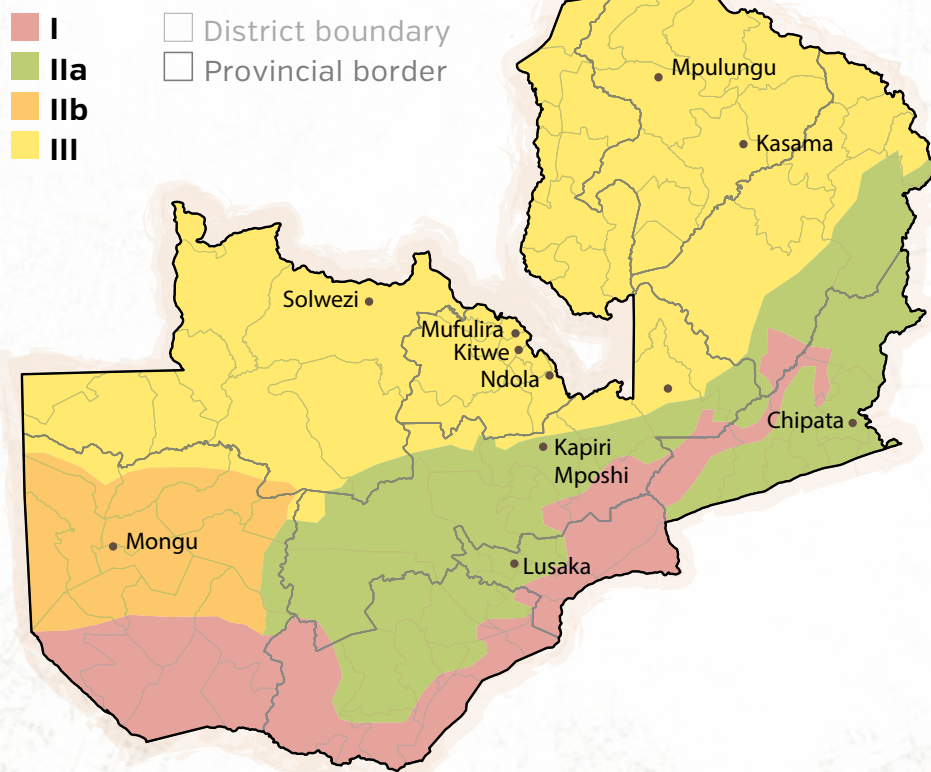 I
IIa
IIb
III
District boundary
Provincial border
Mpulungu
Kasama
Solwezi
Mufulira
Kitwe
Ndola
Chipata
Kapiri
Mposhi
Mongu
Lusaka